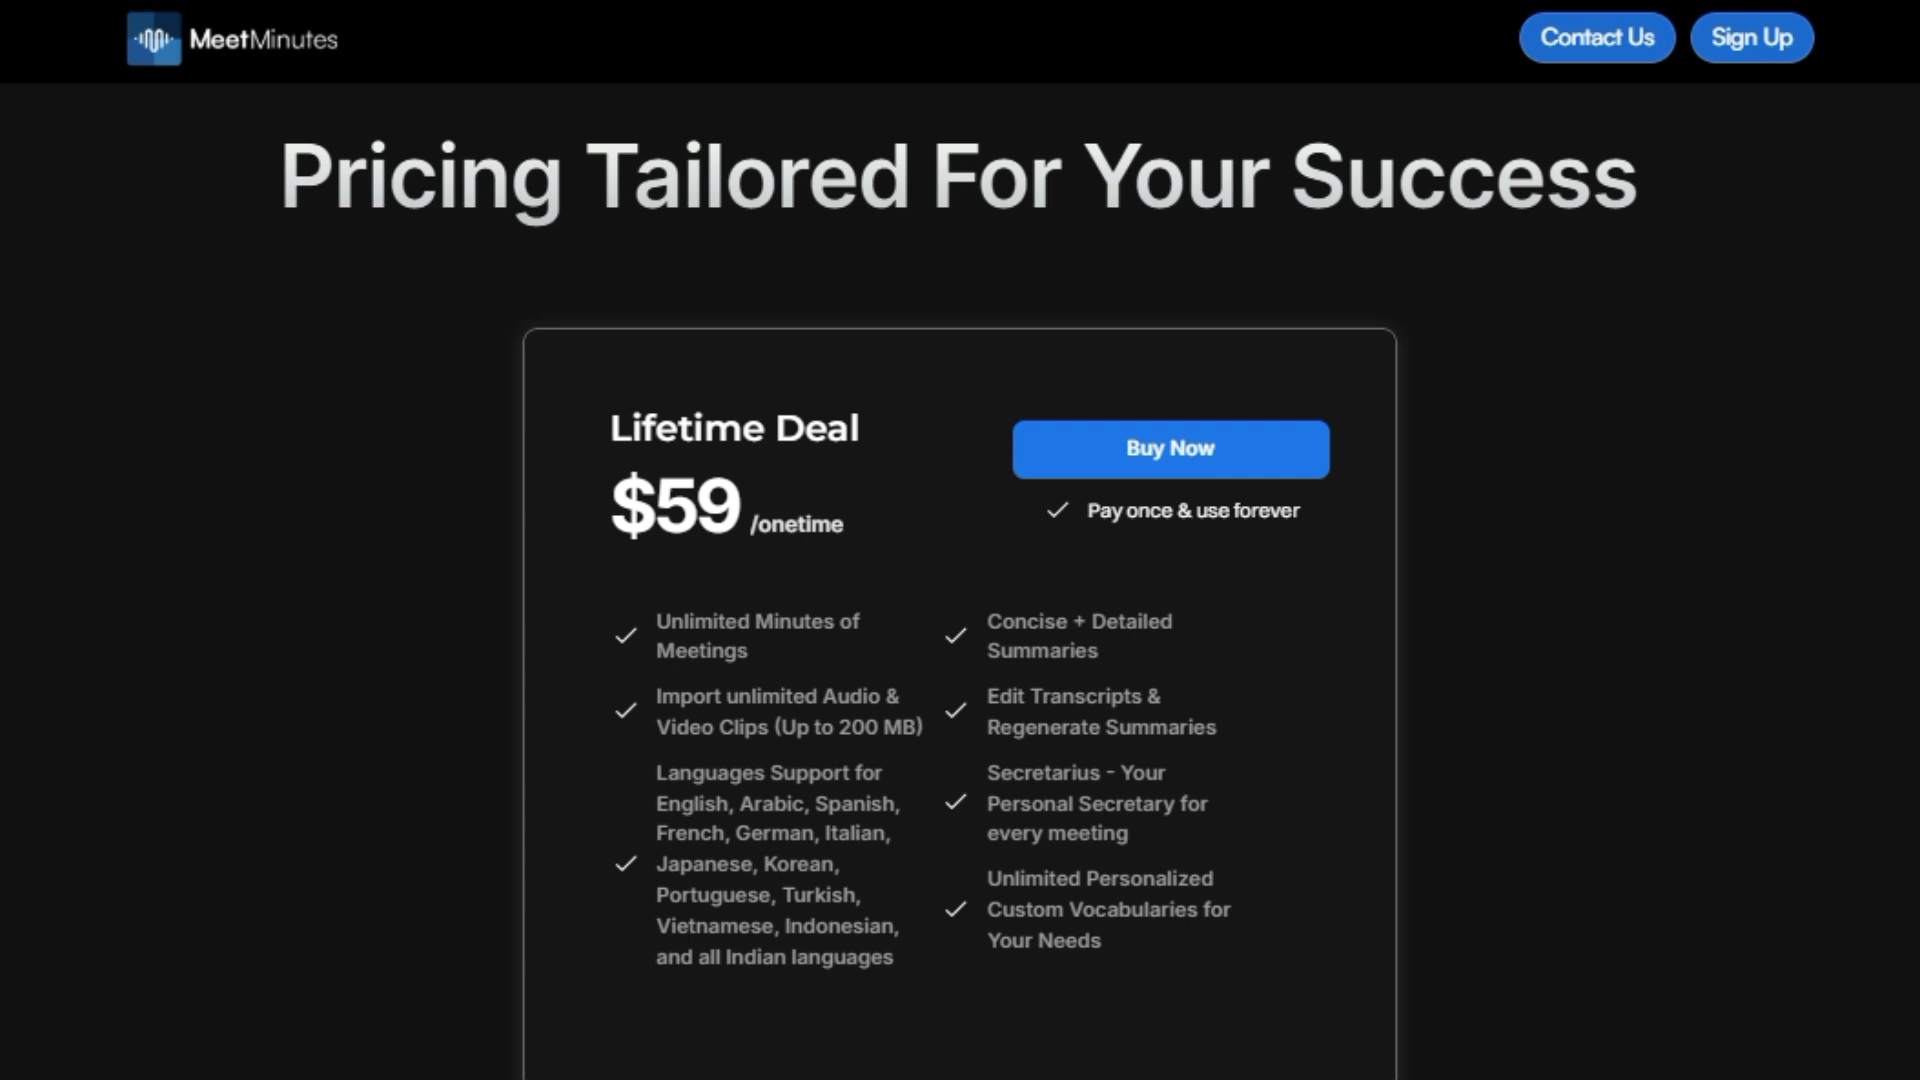 MeetMinutes
Contact Us
Sign Up
Pricing Tailored For Your Success
Lifetime Deal
$59 /onetime
Buy Now
Pay once & use forever
Unlimited Minutes of
Meetings
Import unlimited Audio &
Video Clips (Up to 200 MB)
Languages Support for
English, Arabic, Spanish,
French, German, Italian,
Japanese, Korean,
Portuguese, Turkish,
Vietnamese, Indonesian,
and all Indian languages
Concise + Detailed
Summaries
Edit Transcripts &
Regenerate Summaries
Secretarius - Your
Personal Secretary for
every meeting
Unlimited Personalized
Custom Vocabularies for
Your Needs